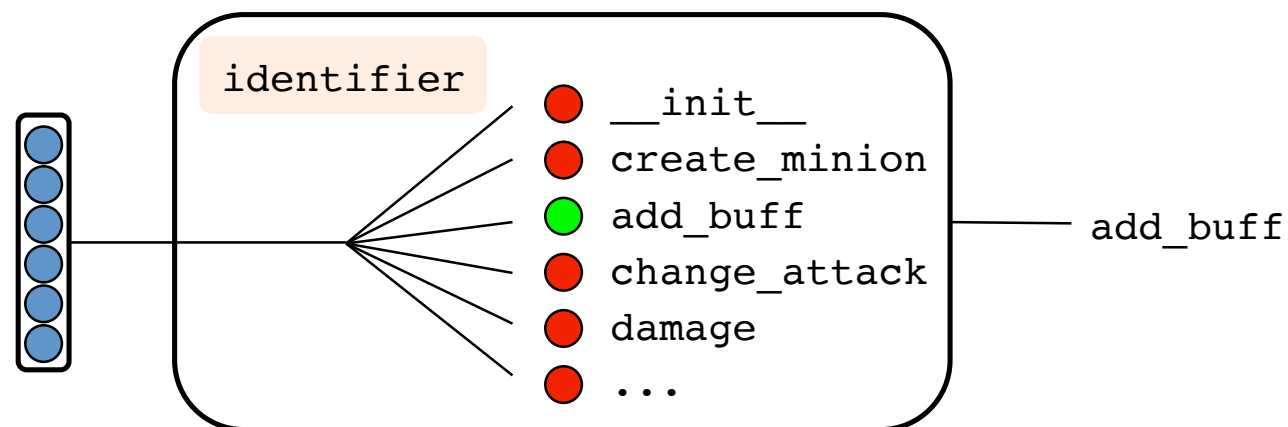 identifier
__init__
create_minion
add_buff
change_attack
damage
...
add_buff